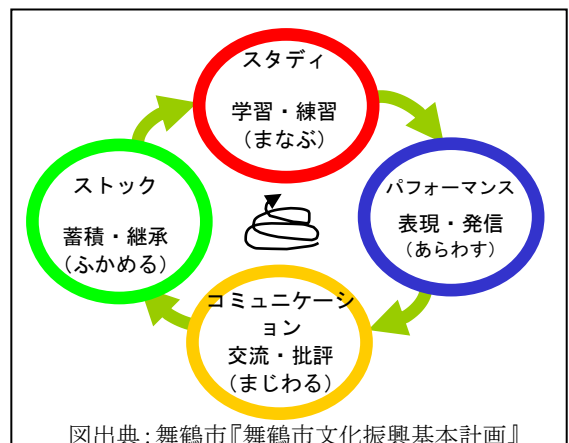 スタディ
学習・練習
(まなぶ)
パフォーマンス
表現・発信
(あらわす)
コミュニケーシ
ョン
交流・批評
(まじわる)
ストック
蓄積・継承
(ふかめる)
図出典:舞鶴市『舞鶴市文化振興基本計画』